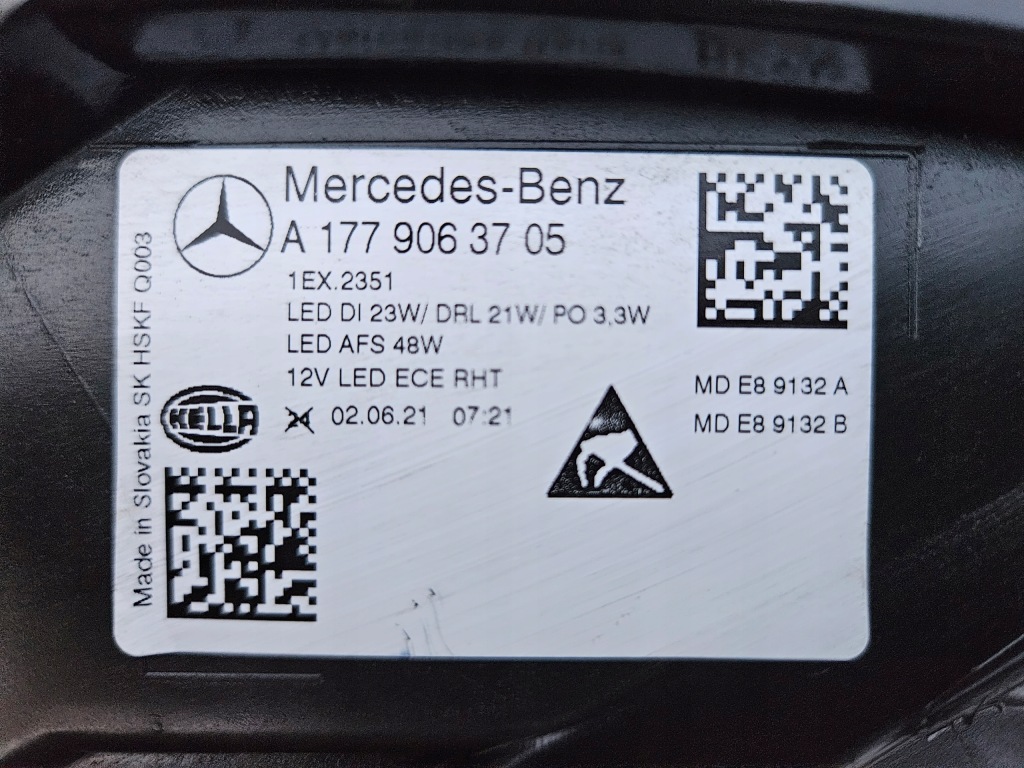 Mercedes-Benz
A 177 906 37 05
1EX.2351
LED DI 23W/ DRL 21W/ PO 3,3W
LED AFS 48W
12V LED ECE RHT
24 02.06.21 07:21
HELLA
MD E8 9132 A
MD E8 9132 B
Made in Slovakia SK HSKF Q003